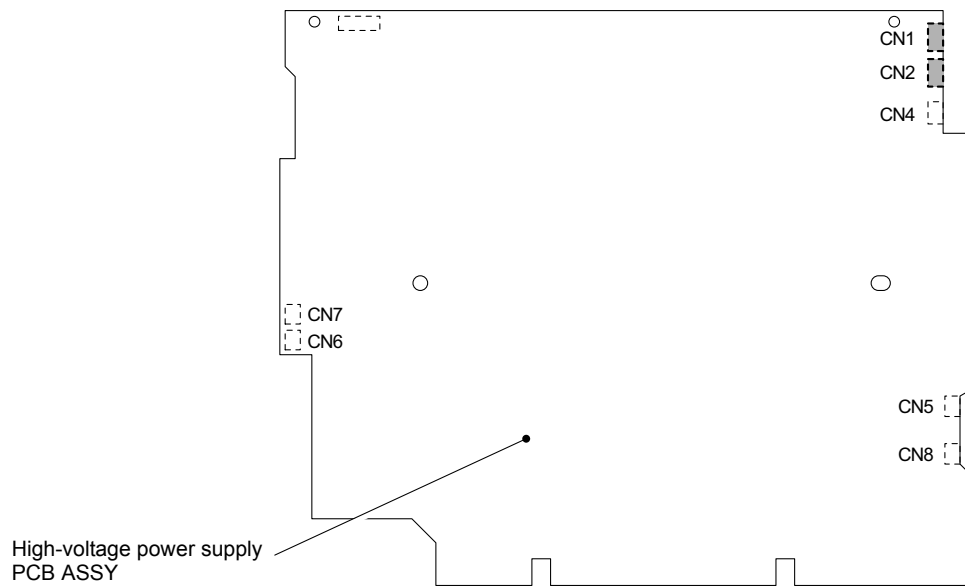 CN1
CN2
CN4
CN7
CN6
CN5
CN8
High-voltage power supply
PCB ASSY